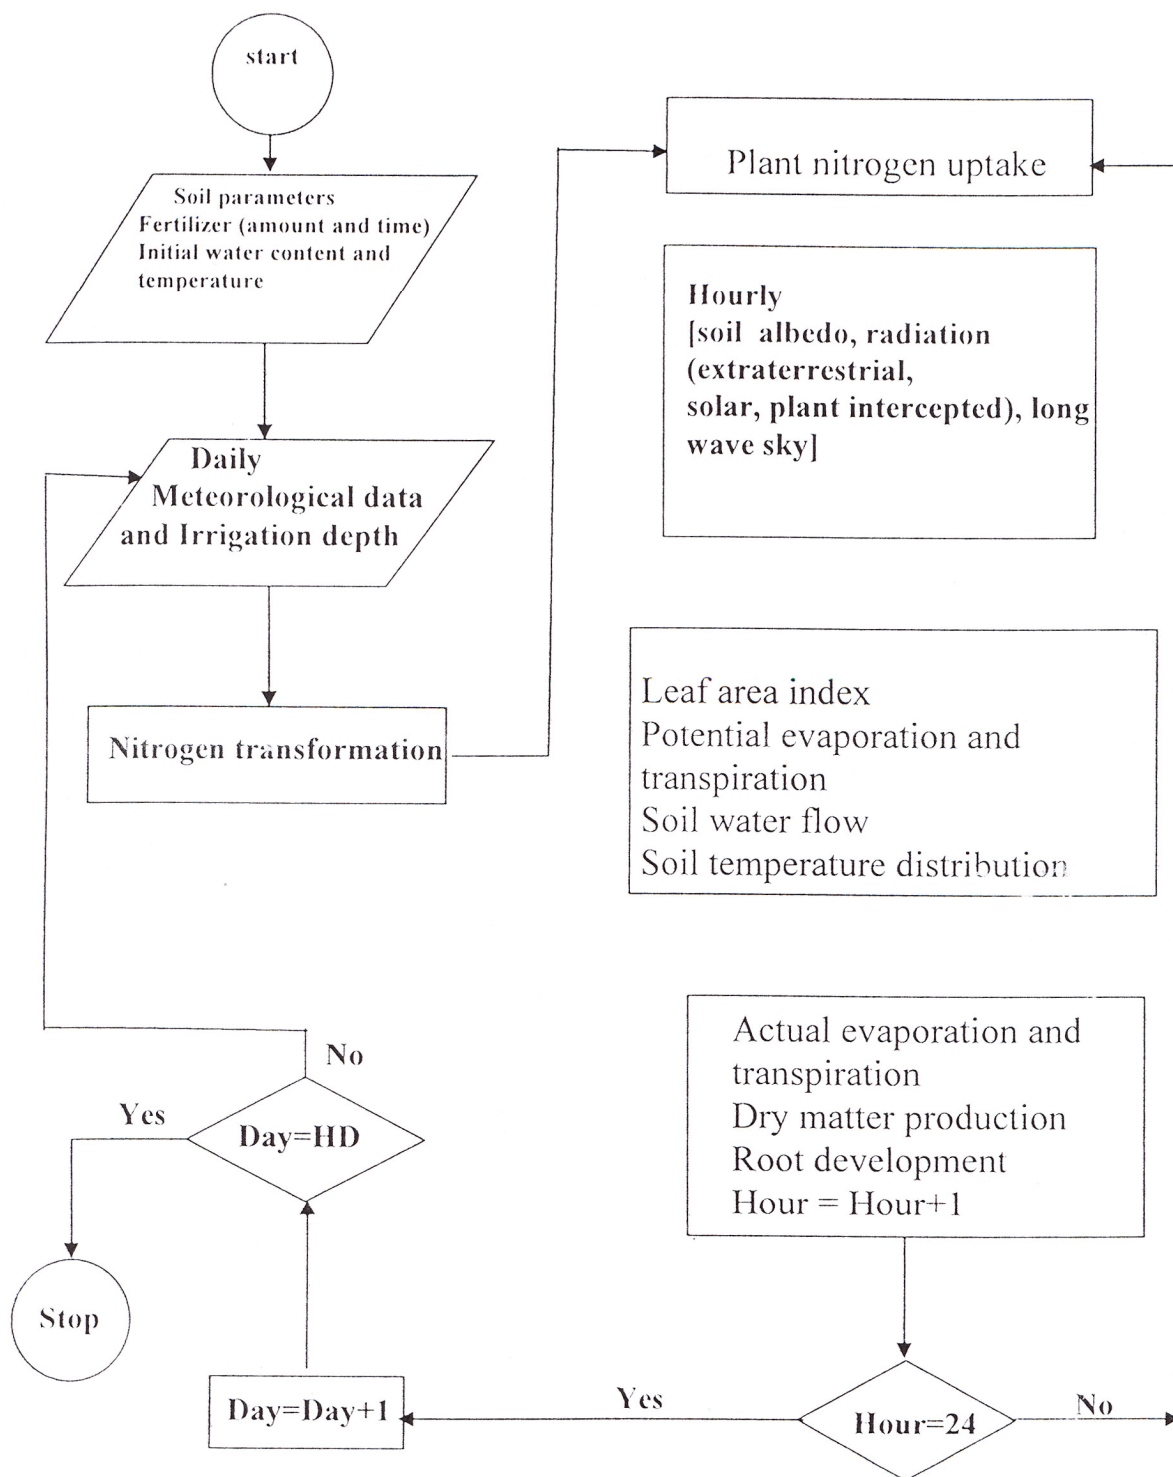 start
Soil parameters
Fertilizer (amount and time)
Initial water content and
temperature
Daily
Meteorological data
and Irrigation depth
Nitrogen transformation
Plant nitrogen uptake
Hourly
[soil albedo, radiation
(extraterrestrial,
solar, plant intercepted), long
wave sky]
Leaf area index
Potential evaporation and
transpiration
Soil water flow
Soil temperature distribution
Actual evaporation and
transpiration
Dry matter production
Root development
Hour = Hour+1
Hour=24
No
Yes
Day=Day+1
Day=HD
No
Yes
Stop